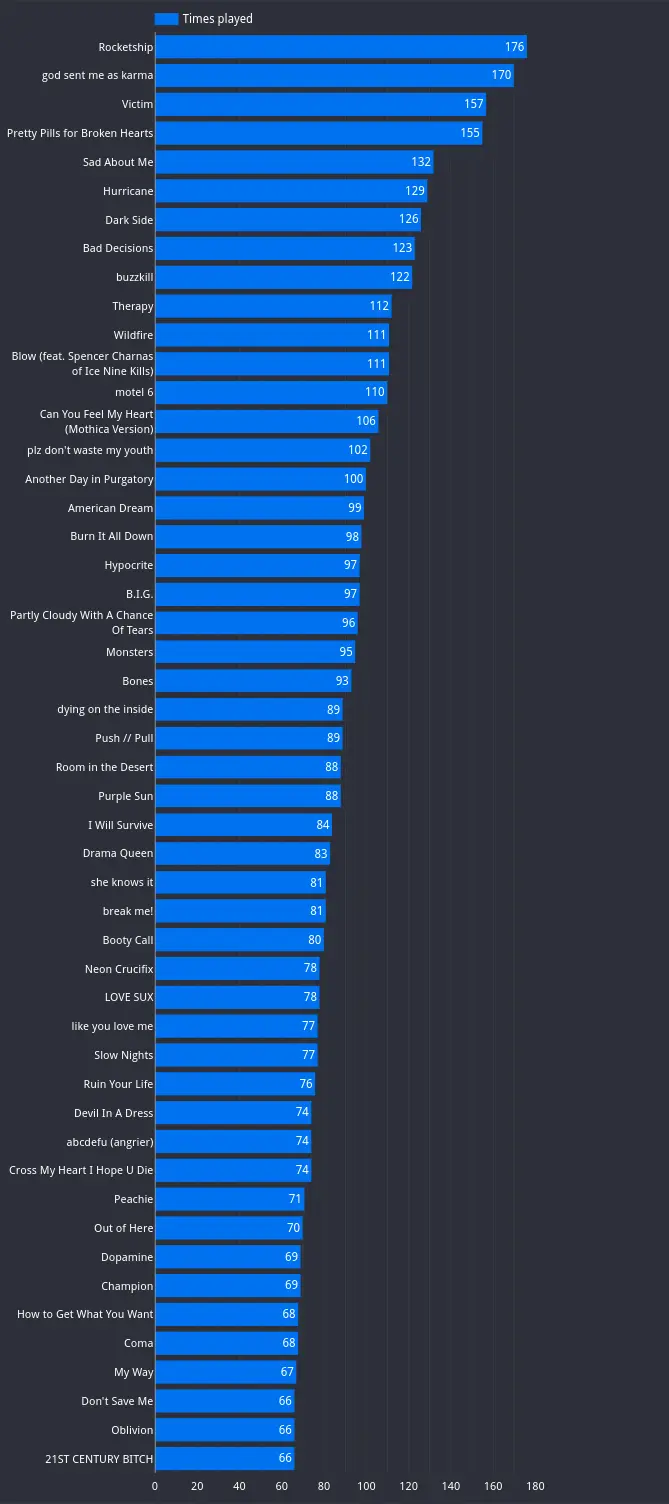 Times played
Rocketship 176
god sent me as karma 170
Victim 157
Pretty Pills for Broken Hearts 155
Sad About Me 132
Hurricane 129
Dark Side 126
Bad Decisions 123
buzzkill 122
Therapy 112
Wildfire 111
Blow (feat. Spencer Charnas
of Ice Nine Kills) 111
motel 6 110
Can You Feel My Heart
(Mothica Version) 106
plz don't waste my youth 102
Another Day in Purgatory 100
American Dream 99
Burn It All Down 98
Hypocrite 97
B.I.G. 97
Partly Cloudy With A Chance
Of Tears 96
Monsters 95
Bones 93
dying on the inside 89
Push // Pull 89
Room in the Desert 88
Purple Sun 88
I Will Survive 84
Drama Queen 83
she knows it 81
break me! 81
Booty Call 80
Neon Crucifix 78
LOVE SUX 78
like you love me 77
Slow Nights 77
Ruin Your Life 76
Devil In A Dress 74
abcdefu (angrier) 74
Cross My Heart I Hope U Die 74
Peachie 71
Out of Here 70
Dopamine 69
Champion 69
How to Get What You Want 68
Coma 68
My Way 67
Don't Save Me 66
Oblivion 66
21ST CENTURY BITCH 66
0 20 40 60 80 100 120 140 160 180